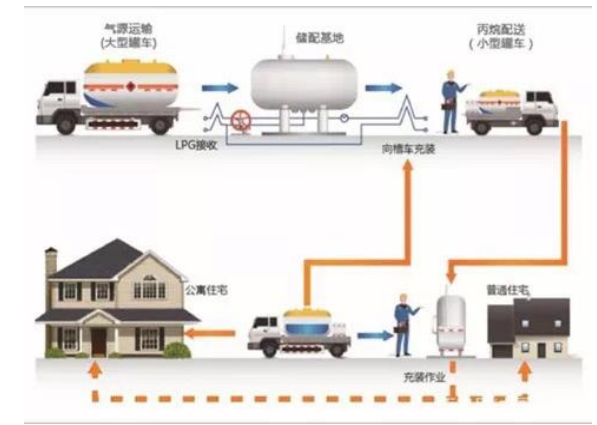 气源运输
(大型罐车)
储配基地
丙烷配送
（小型罐车）
LPG接收
向槽车充装
公寓住宅
普通住宅
充装作业